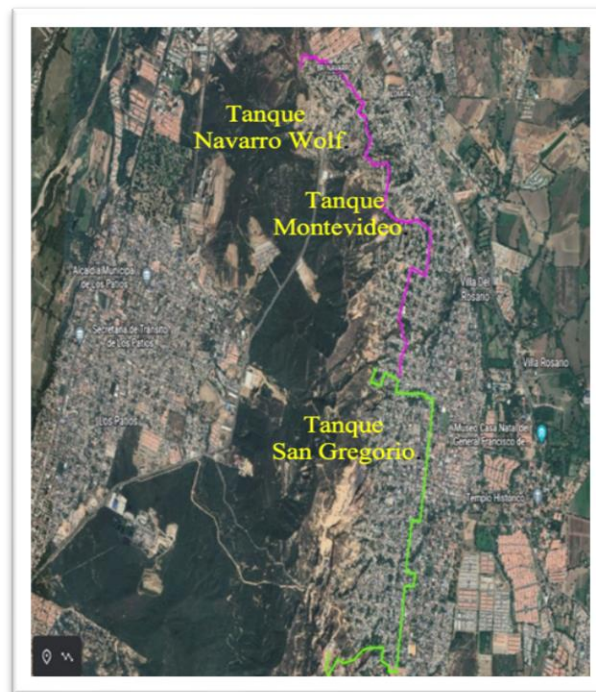 Tanque
Navarro Wolf
Tanque
Montevideo
Alcaldía Municipal
de Los Patios
Villa Del
Rosario
Secretaría de Tránsito
de Los Patios
Villa Rosario
Los Patios
Tanque
San Gregorio
Museo Casa Natal del
General Francisco de
Templo Histórico